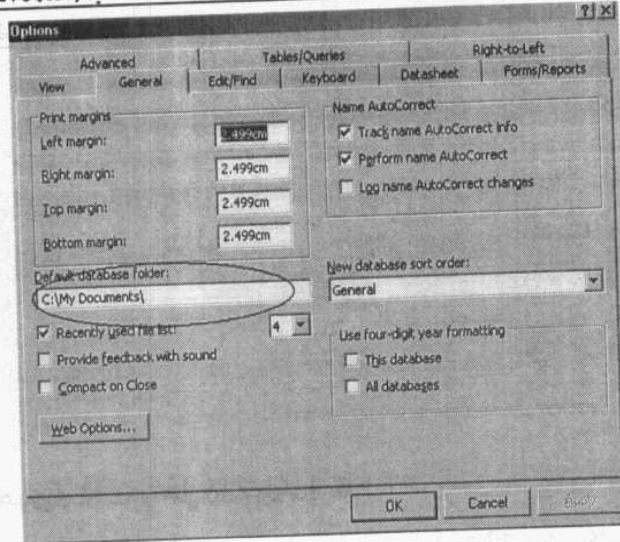 Options
Advanced Tables/Queries Right-to-Left
View General Edit/Find Keyboard Datasheet Forms/Reports
Print margins
Left margin: 2.499cm
Right margin: 2.499cm
Top margin: 2.499cm
Bottom margin: 2.499cm
Name AutoCorrect
Track name AutoCorrect info
Perform name AutoCorrect
Log name AutoCorrect changes
Default database folder:
C:\My Documents\
New database sort order:
General
Recently used file list: 4
Provide feedback with sound
Compact on Close
Use four-digit year formatting
This database
All databases
Web Options...
OK Cancel Apply